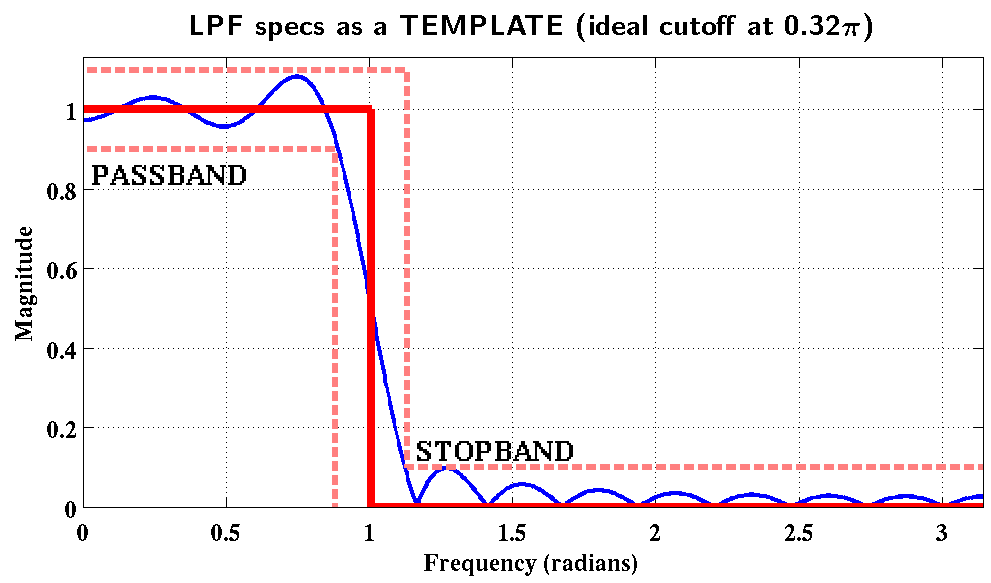 LPF specs as a TEMPLATE (ideal cutoff at 0.32π)
1
0.8
0.6
0.4
0.2
0
Magnitude
PASSBAND
STOPBAND
0 0.5 1 1.5 2 2.5 3
Frequency (radians)